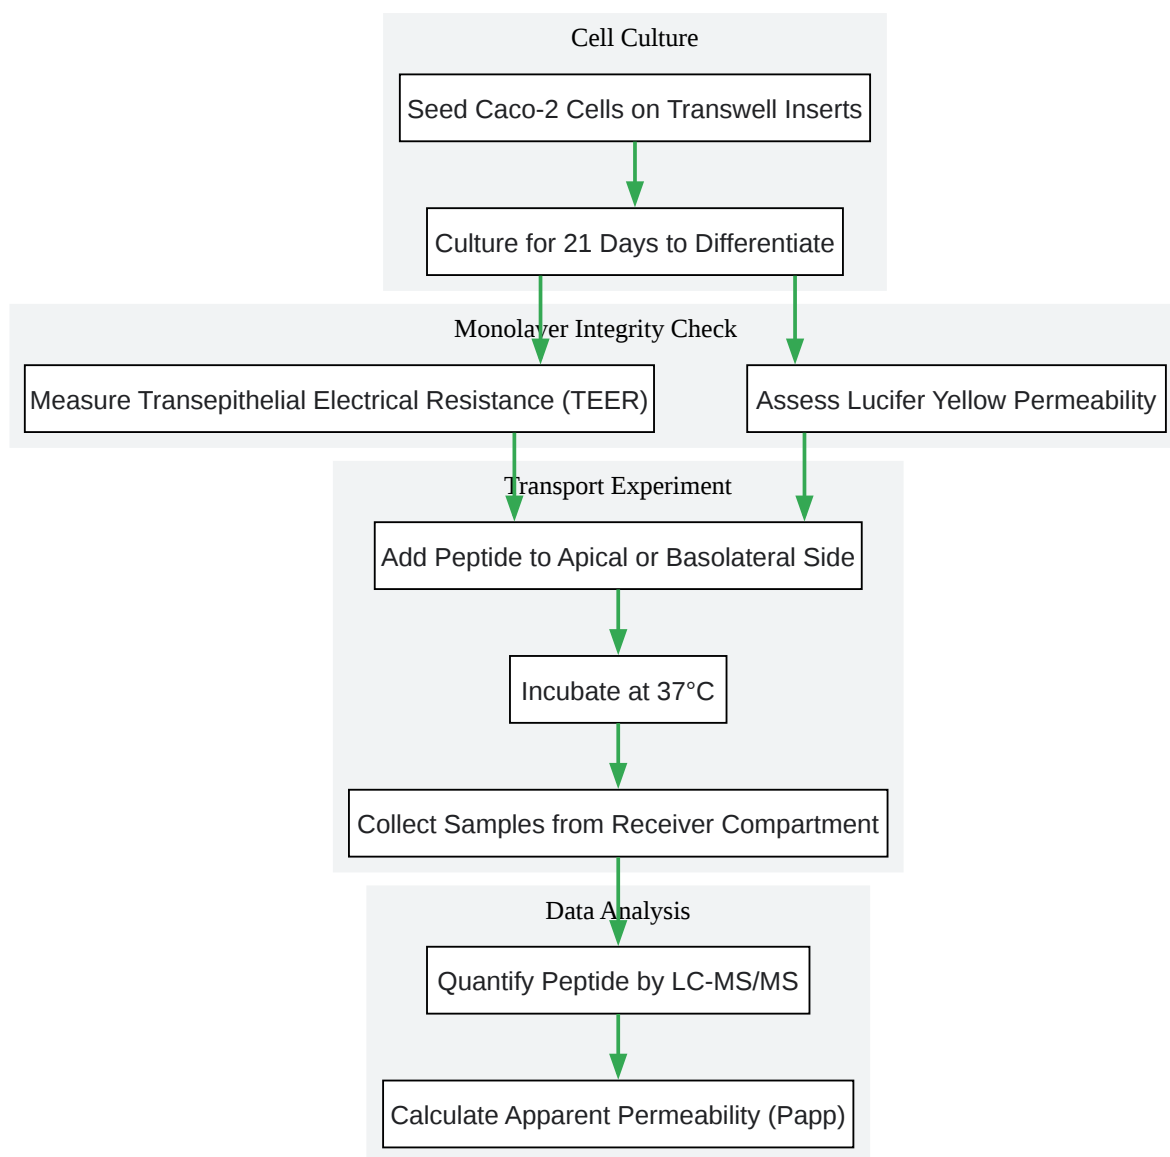 Cell Culture
Seed Caco-2 Cells on Transwell Inserts
Culture for 21 Days to Differentiate
Monolayer Integrity Check
Measure Transepithelial Electrical Resistance (TEER)
Assess Lucifer Yellow Permeability
Transport Experiment
Add Peptide to Apical or Basolateral Side
Incubate at 37°C
Collect Samples from Receiver Compartment
Data Analysis
Quantify Peptide by LC-MS/MS
Calculate Apparent Permeability (Papp)